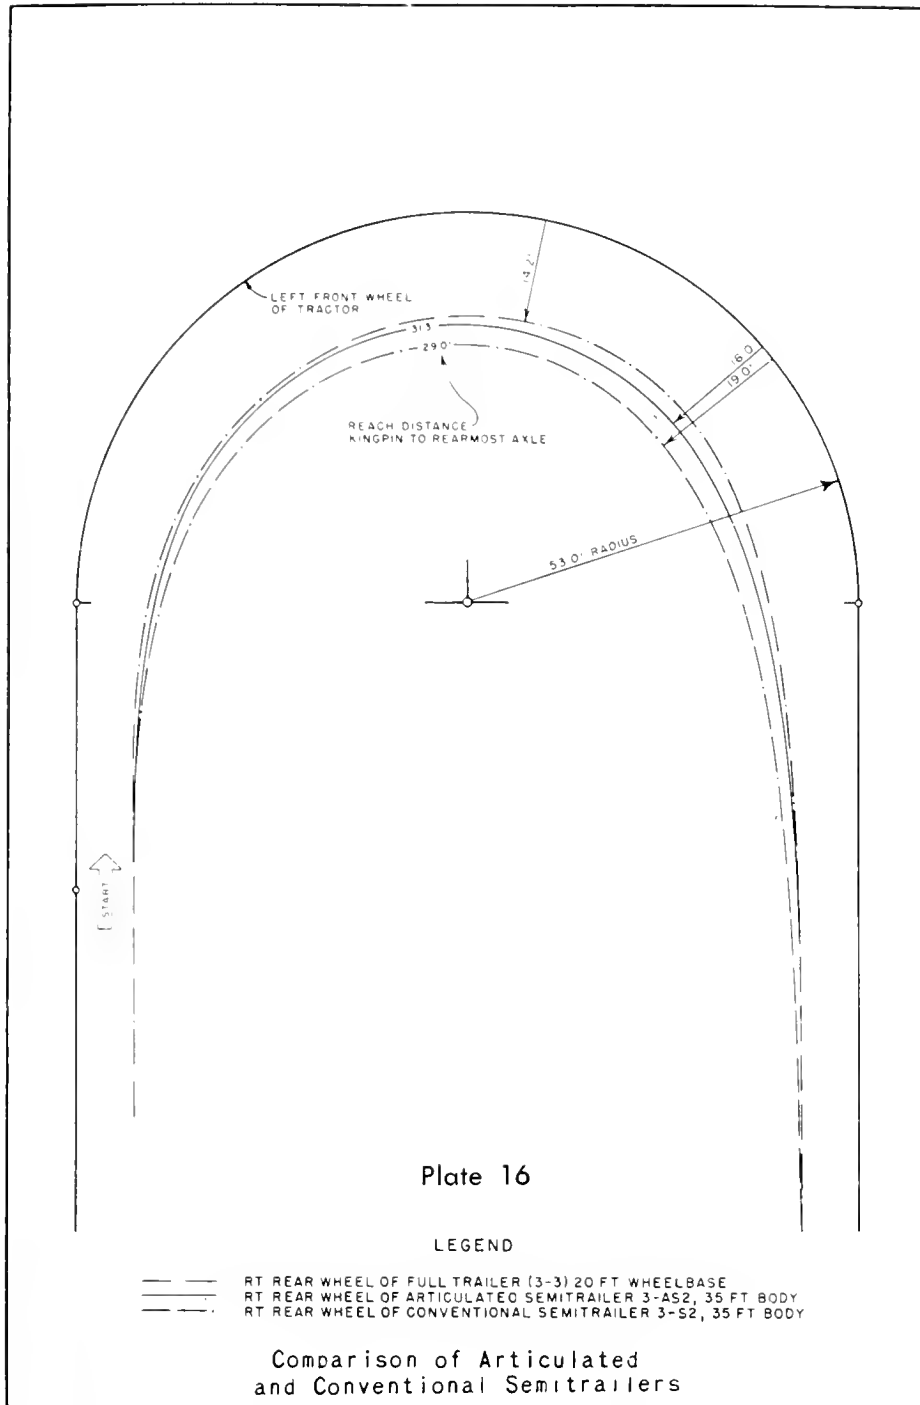 14.2'
LEFT FRONT WHEEL
OF TRACTOR
31.3'
29.0'
16.0'
19.0'
REACH DISTANCE
KINGPIN TO REARMOST AXLE
53.0' RADIUS
START
Plate 16
LEGEND
RT REAR WHEEL OF FULL TRAILER (3-3) 20 FT WHEELBASE
RT REAR WHEEL OF ARTICULATED SEMITRAILER 3-AS2, 35 FT BODY
RT REAR WHEEL OF CONVENTIONAL SEMITRAILER 3-S2, 35 FT BODY
Comparison of Articulated
and Conventional Semitrailers